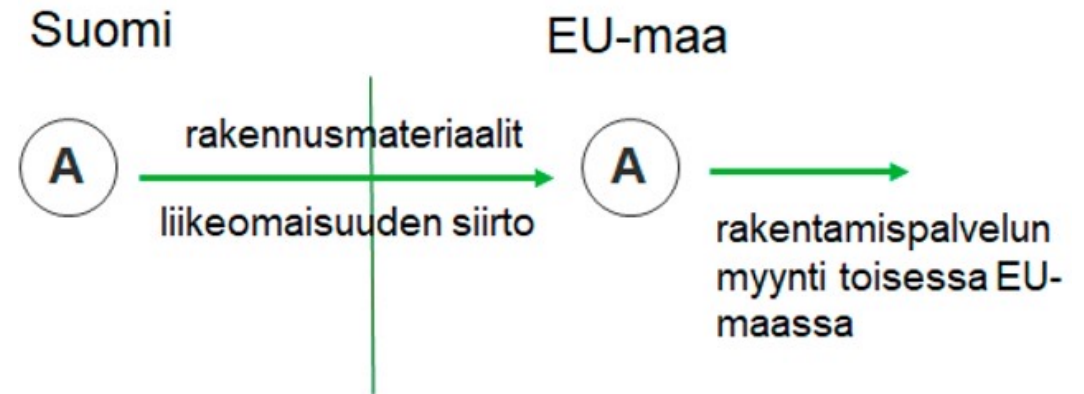 Suomi
EU-maa
A
rakennusmateriaalit
liikeomaisuuden siirto
A
rakentamispalvelun
myynti toisessa EU-
maassa